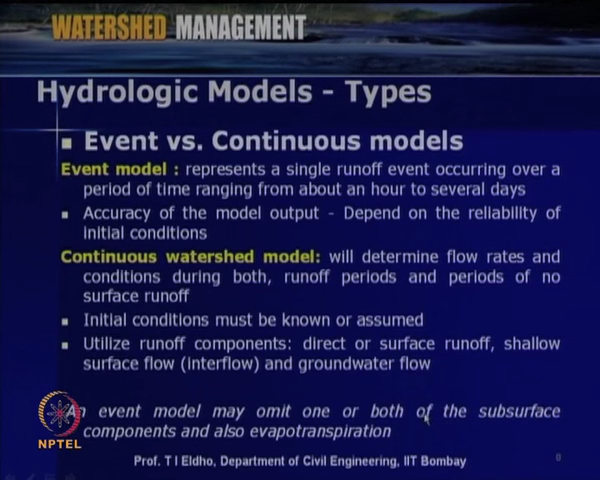 WATERSHED MANAGEMENT
Hydrologic Models - Types
▪ Event vs. Continuous models
Event model : represents a single runoff event occurring over a
period of time ranging from about an hour to several days
▪ Accuracy of the model output - Depend on the reliability of
initial conditions
Continuous watershed model: will determine flow rates and
conditions during both, runoff periods and periods of no
surface runoff
▪ Initial conditions must be known or assumed
▪ Utilize runoff components: direct or surface runoff, shallow
surface flow (interflow) and groundwater flow
An event model may omit one or both of the subsurface
components and also evapotranspiration
NPTEL
Prof. T I Eldho, Department of Civil Engineering, IIT Bombay